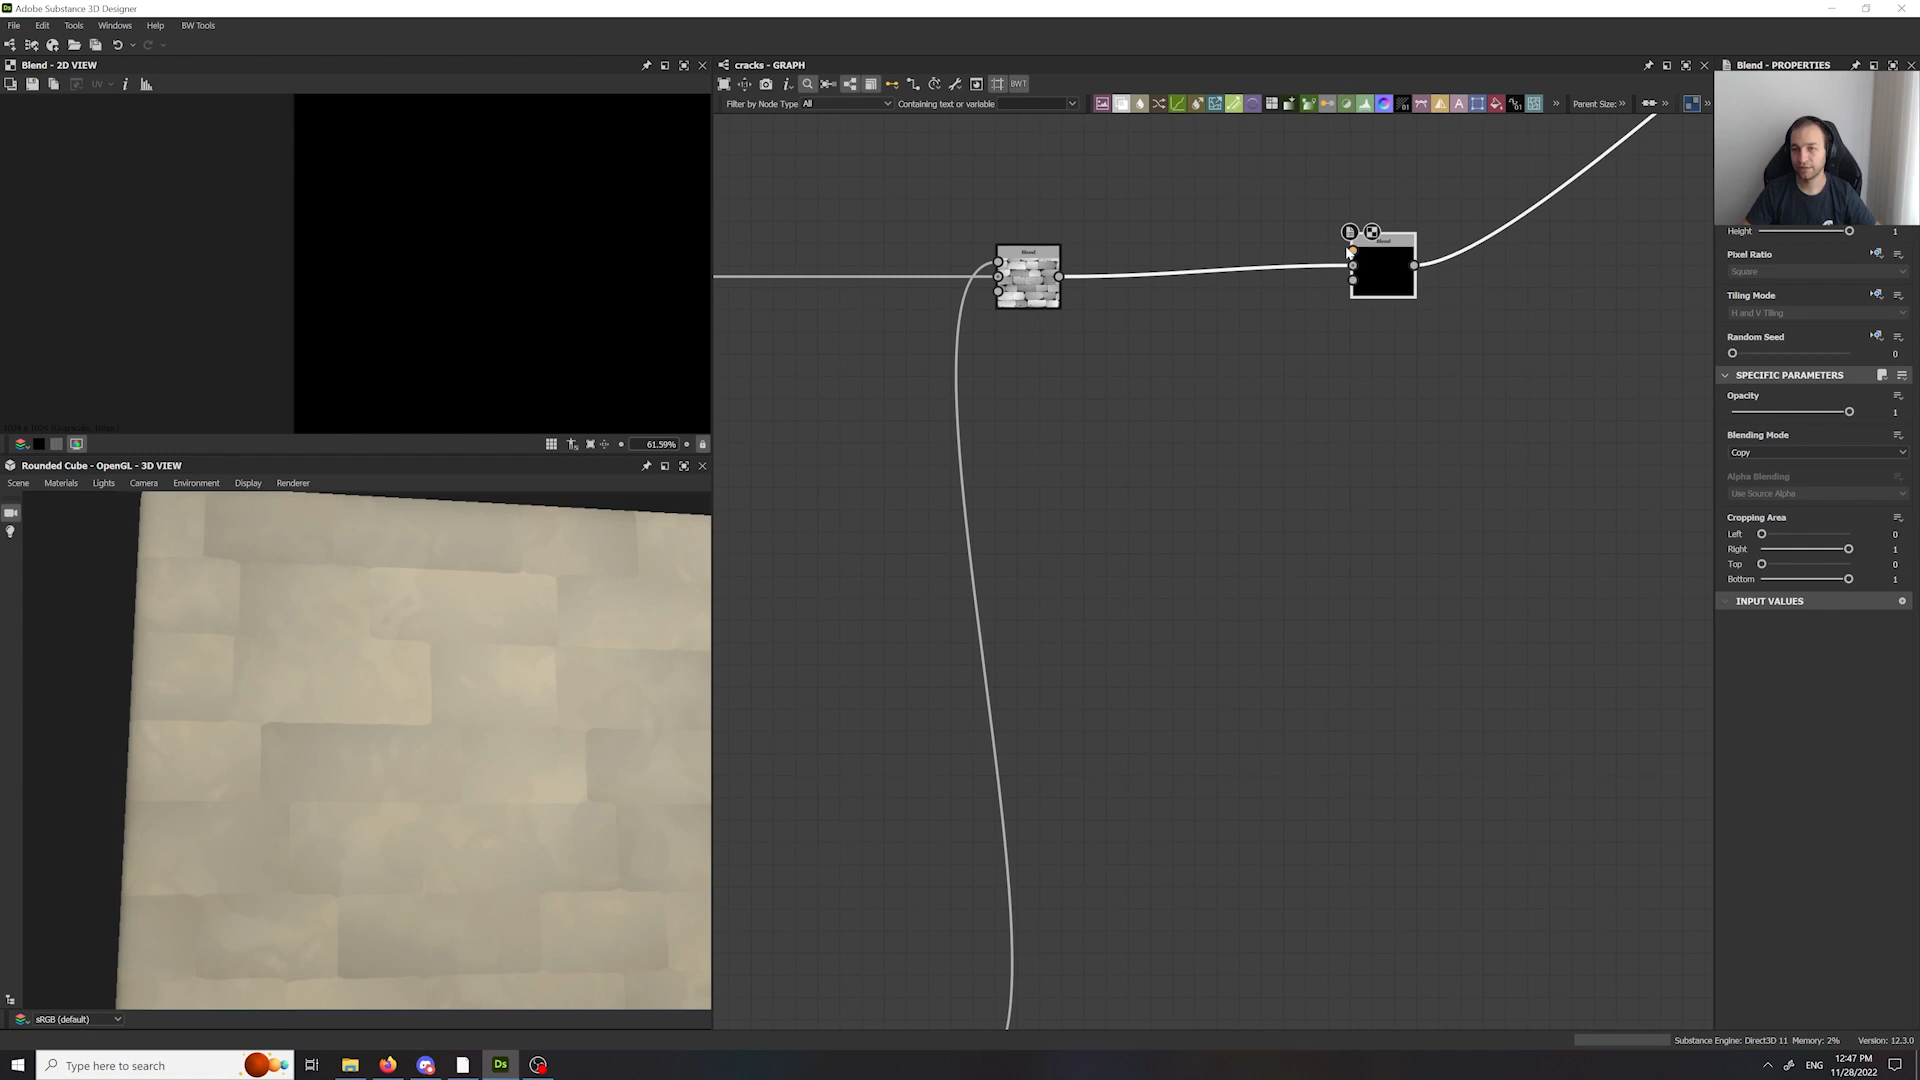 Adobe Substance 3D Designer
File Edit Tools Windows Help BW Tools
Blend - 2D VIEW
UV
61.59%
Rounded Cube - OpenGL - 3D VIEW
Scene Materials Lights Camera Environment Display Renderer
sRGB (default)
cracks - GRAPH
BWT
Filter by Node Type All Containing text or variable
Parent Size:
Blend
Blend
Blend - PROPERTIES
Height 1
Pixel Ratio
Square
Tiling Mode
H and V Tiling
Random Seed
0
SPECIFIC PARAMETERS
Opacity
1
Blending Mode
Copy
Alpha Blending
Use Source Alpha
Cropping Area
Left 0
Right 1
Top 0
Bottom 1
INPUT VALUES
Substance Engine: Direct3D 11 Memory: 2% Version: 12.3.0
Type here to search
Ds
ENG
12:47 PM
11/28/2022